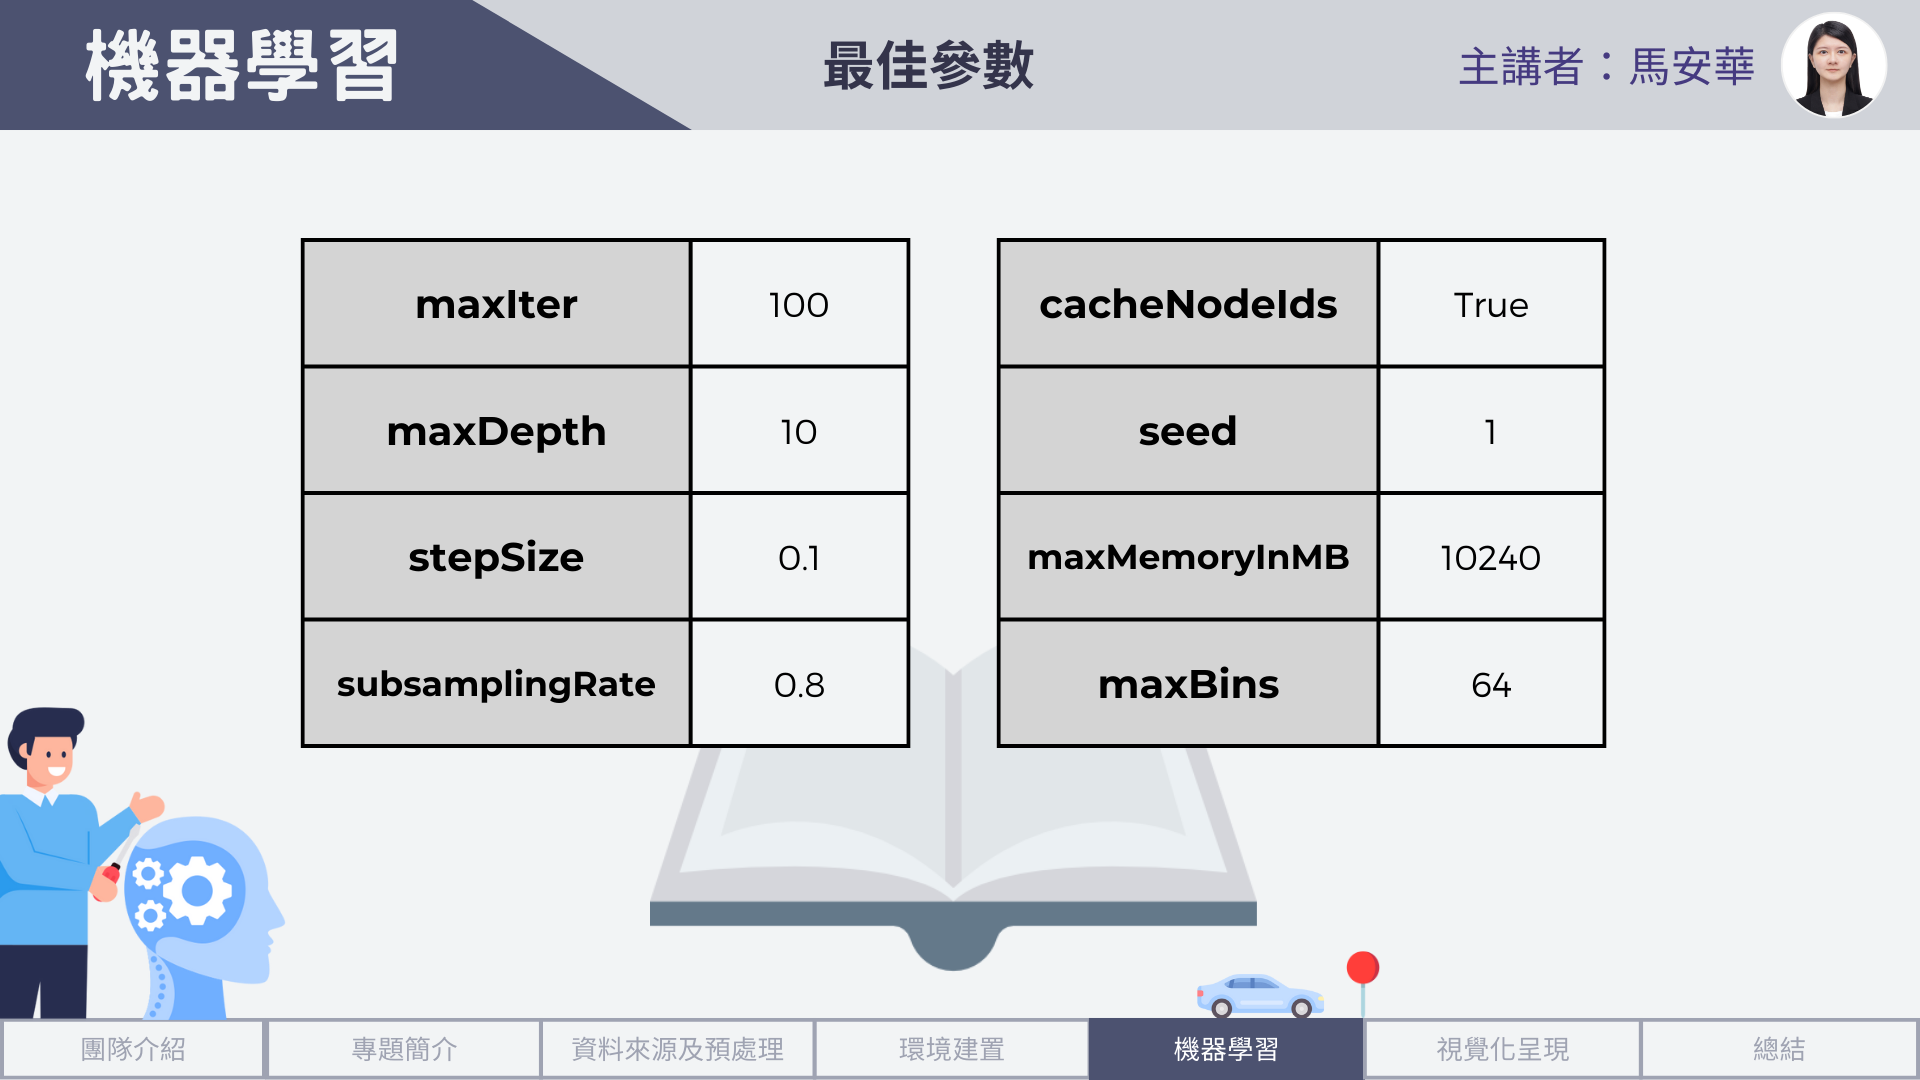 機器學習
最佳參數
主講者：馬安華
maxIter 100
maxDepth 10
stepSize 0.1
subsamplingRate 0.8
cacheNodeIds True
seed 1
maxMemoryInMB 10240
maxBins 64
團隊介紹
專題簡介
資料來源及預處理
環境建置
機器學習
視覺化呈現
總結